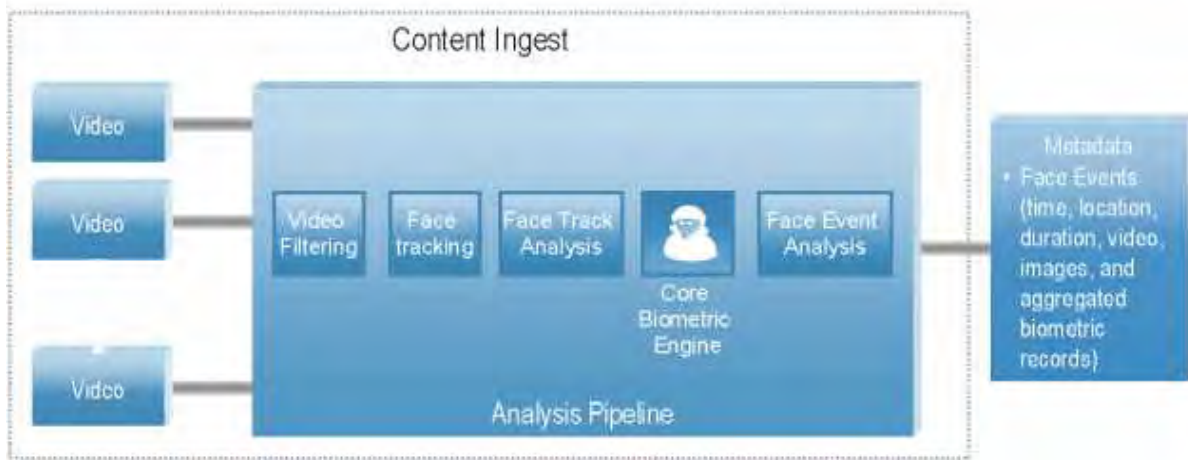 Content Ingest
Video
Video
Video
Video
Filtering
Face
tracking
Face Track
Analysis
Core
Biometric
Engine
Face Event
Analysis
Analysis Pipeline
Metadata
• Face Events
(time, location,
duration, video,
images, and
aggregated
biometric
records)